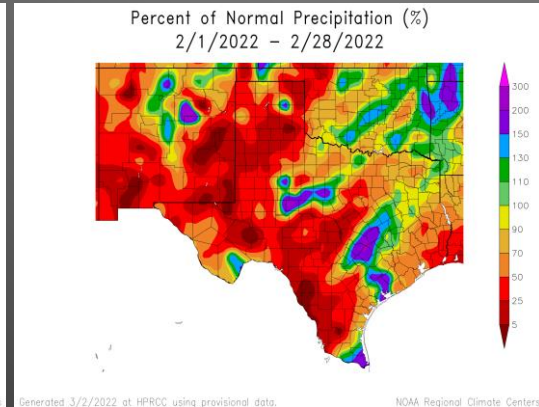 Percent of Normal Precipitation (%)
2/1/2022 – 2/28/2022
300
200
150
130
110
100
90
70
50
25
5
Generated 3/2/2022 at HPRCC using provisional data.
NOAA Regional Climate Centers